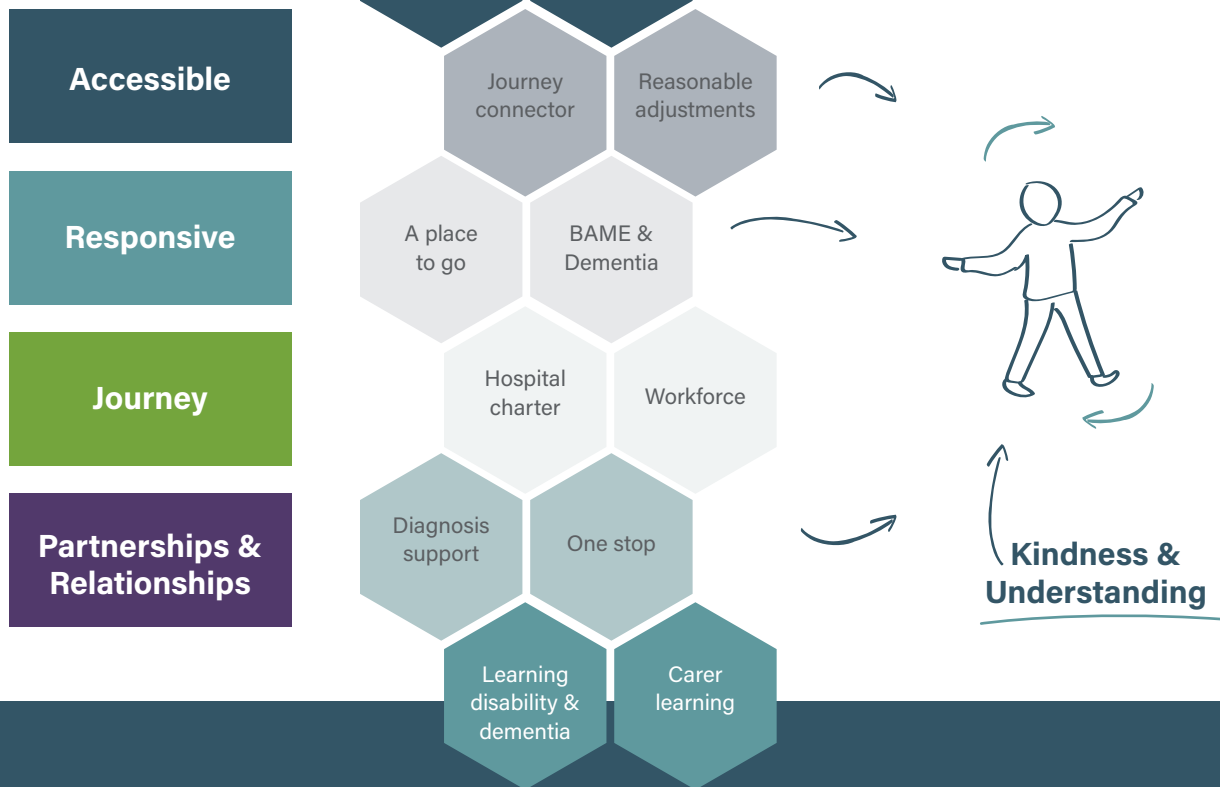 Accessible
Responsive
Journey
Partnerships &
Relationships
Journey
connector
Reasonable
adjustments
A place
to go
BAME &
Dementia
Hospital
charter
Workforce
Diagnosis
support
One stop
Learning
disability &
dementia
Carer
learning
Kindness &
Understanding